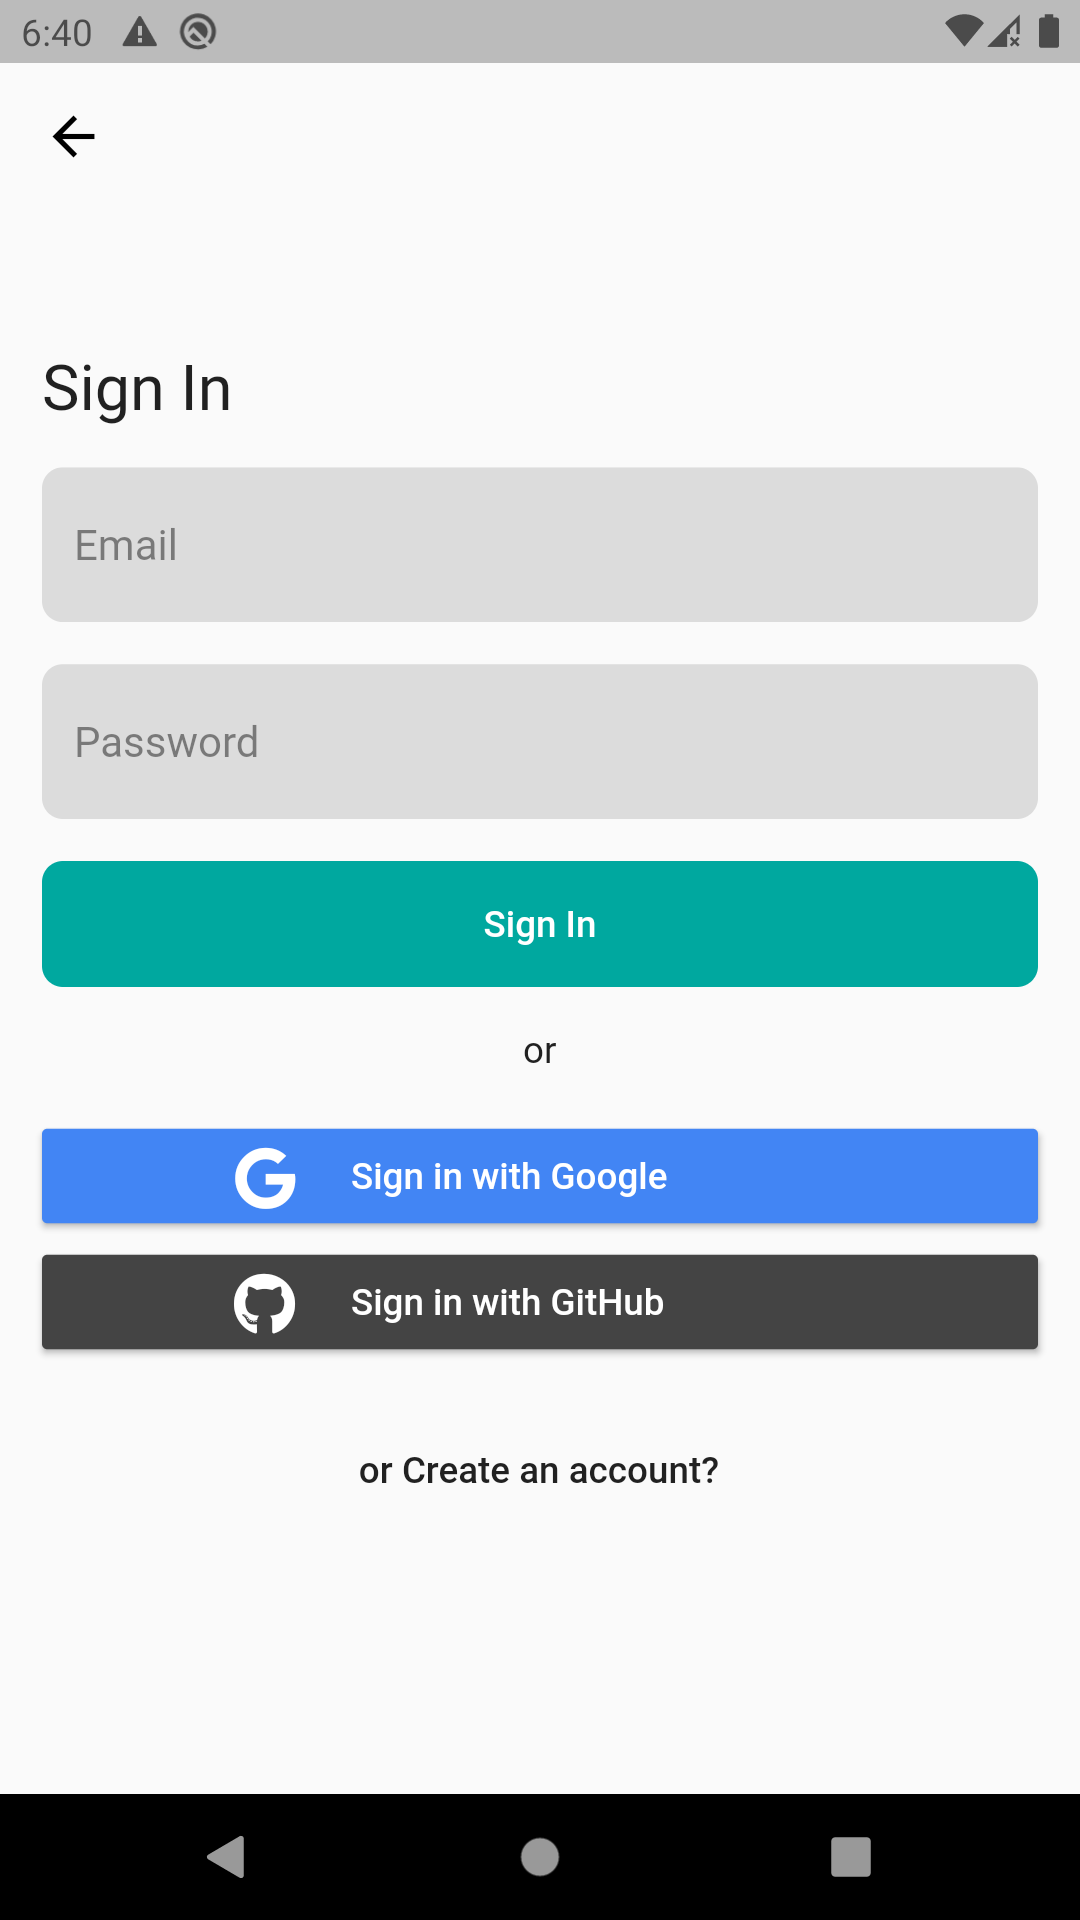 6:40
Sign In
Email
Password
Sign In
or
Sign in with Google
Sign in with GitHub
or Create an account?